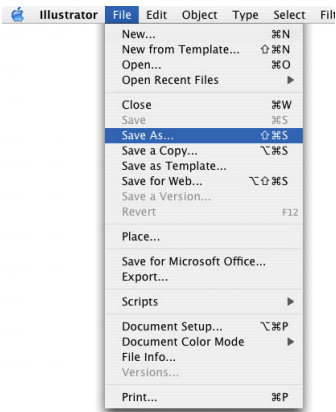 Illustrator File Edit Object Type Select Filt
New... ⌘N
New from Template... ⇧⌘N
Open... ⌘O
Open Recent Files ▶
Close ⌘W
Save ⌘S
Save As... ⇧⌘S
Save a Copy... ⌥⌘S
Save as Template...
Save for Web... ⌥⇧⌘S
Save a Version...
Revert F12
Place...
Save for Microsoft Office...
Export...
Scripts ▶
Document Setup... ⌥⌘P
Document Color Mode ▶
File Info...
Versions...
Print... ⌘P